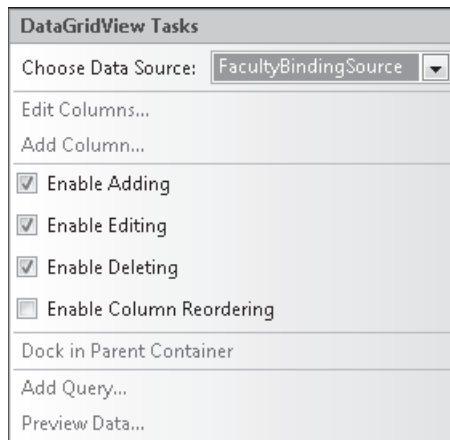 DataGridView Tasks
Choose Data Source: FacultyBindingSource
Edit Columns...
Add Column...
Enable Adding
Enable Editing
Enable Deleting
Enable Column Reordering
Dock in Parent Container
Add Query...
Preview Data...